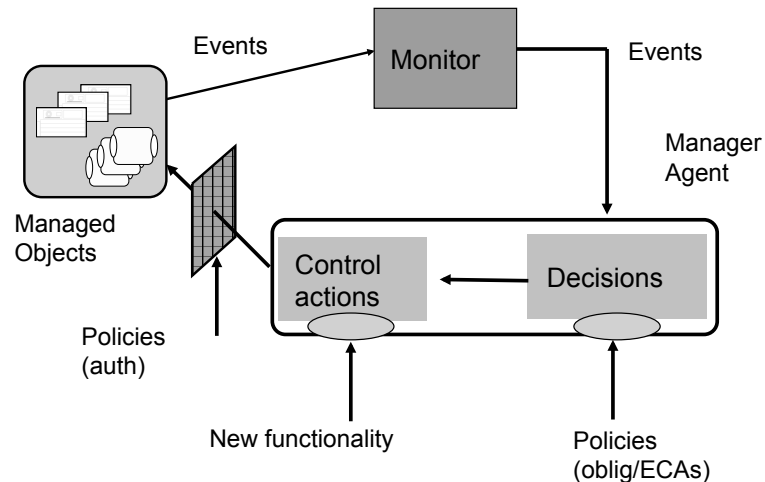 Events
Monitor
Events
Manager
Agent
Managed
Objects
Control
actions
Decisions
Policies
(auth)
New functionality
Policies
(oblig/ECAs)